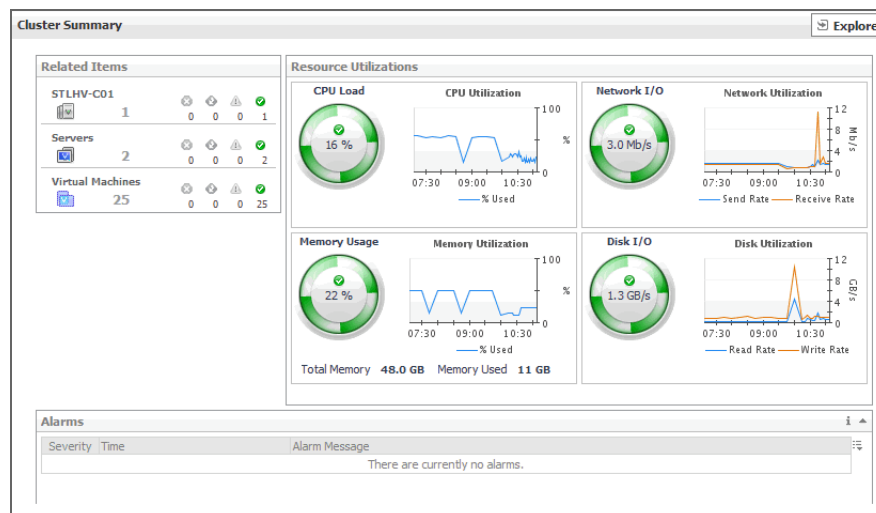 Cluster Summary
Explore
Related Items
STLHV-C01
1
0 0 0 1
Servers
2
0 0 0 2
Virtual Machines
25
0 0 0 25
Resource Utilizations
CPU Load
16 %
CPU Utilization
100
%
0
07:30 09:00 10:30
% Used
Network I/O
3.0 Mb/s
Network Utilization
12
8
4
0
Mb/s
07:30 09:00 10:30
Send Rate Receive Rate
Memory Usage
22 %
Memory Utilization
100
%
0
07:30 09:00 10:30
% Used
Total Memory 48.0 GB Memory Used 11 GB
Disk I/O
1.3 GB/s
Disk Utilization
12
8
4
0
GB/s
07:30 09:00 10:30
Read Rate Write Rate
Alarms
i
Severity Time Alarm Message
There are currently no alarms.